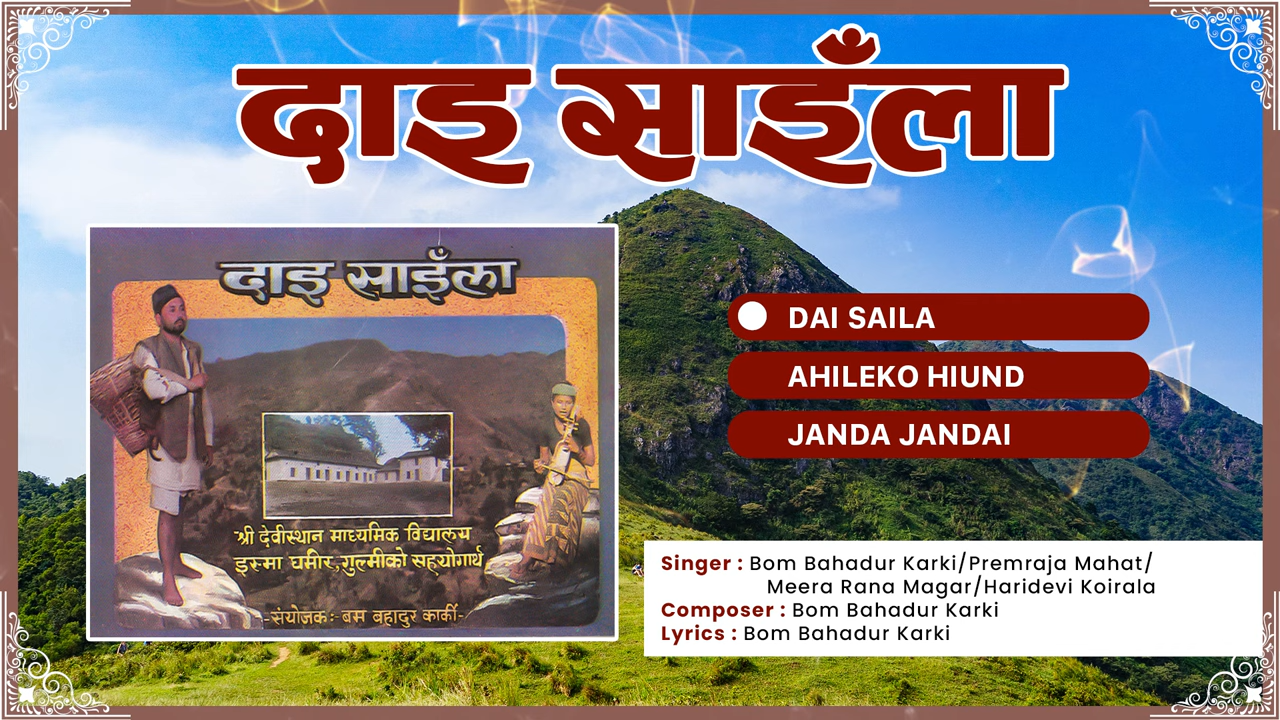 दाइ साइँला
दाइ साइँला
श्री देवीस्थान माध्यमिक विद्यालय
इस्मा घमीर, गुल्मीको सहयोगार्थ
-संयोजकः- बम बहादुर कार्की-
DAI SAILA
AHILEKO HIUND
JANDA JANDAI
Singer : Bom Bahadur Karki/Premraja Mahat/
Meera Rana Magar/Haridevi Koirala
Composer : Bom Bahadur Karki
Lyrics : Bom Bahadur Karki